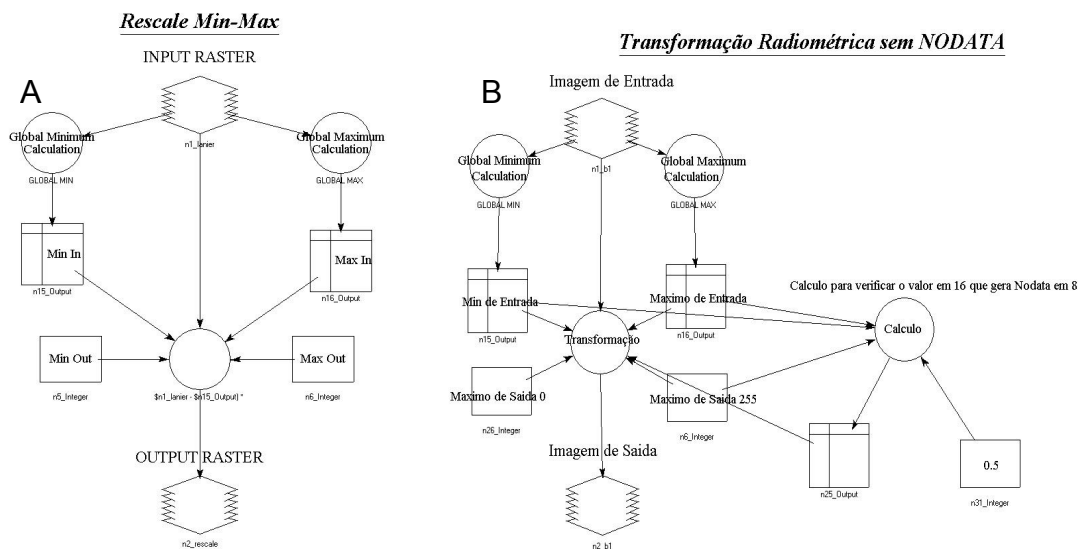 Rescale Min-Max
INPUT RASTER
A
n1_lanier
Global Minimum
Calculation
GLOBAL MIN
Global Maximum
Calculation
GLOBAL MAX
Min In
n15_Output
Max In
n16_Output
Min Out
n5_Integer
Max Out
n6_Integer
$n1_lanier - $n15_Output) *
OUTPUT RASTER
n2_rescale
Transformação Radiométrica sem NODATA
B
Imagem de Entrada
n1_b1
Global Minimum
Calculation
GLOBAL MIN
Global Maximum
Calculation
GLOBAL MAX
Min de Entrada
n15_Output
Maximo de Entrada
n16_Output
Calculo para verificar o valor em 16 que gera Nodata em 8
Calculo
Transformação
Maximo de Saida 0
n26_Integer
Maximo de Saida 255
n6_Integer
n25_Output
0.5
n31_Integer
Imagem de Saida
n2_b1